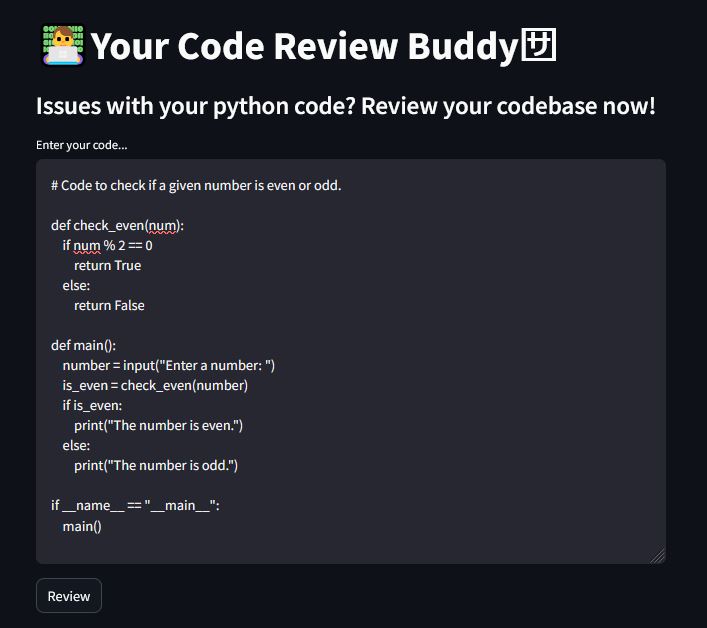 Your Code Review Buddy🈂
Issues with your python code? Review your codebase now!
Enter your code...
# Code to check if a given number is even or odd.
def check_even(num):
    if num % 2 == 0
        return True
    else:
        return False
def main():
    number = input("Enter a number: ")
    is_even = check_even(number)
    if is_even:
        print("The number is even.")
    else:
        print("The number is odd.")
if __name__ == "__main__":
    main()
Review